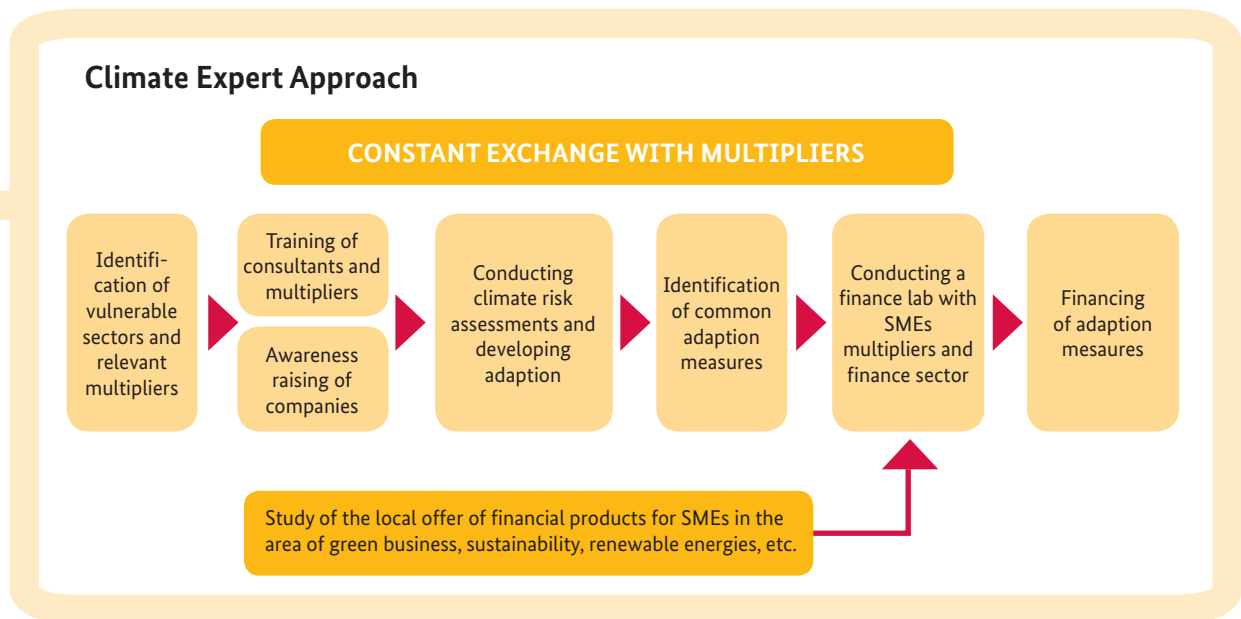 Climate Expert Approach
CONSTANT EXCHANGE WITH MULTIPLIERS
Identifi-
cation of
vulnerable
sectors and
relevant
multipliers
Training of
consultants and
multipliers
Awareness
raising of
companies
Conducting
climate risk
assessments and
developing
adaption
Identification
of common
adaption
measures
Conducting a
finance lab with
SMEs
multipliers and
finance sector
Financing
of adaption
mesaures
Study of the local offer of financial products for SMEs in the
area of green business, sustainability, renewable energies, etc.